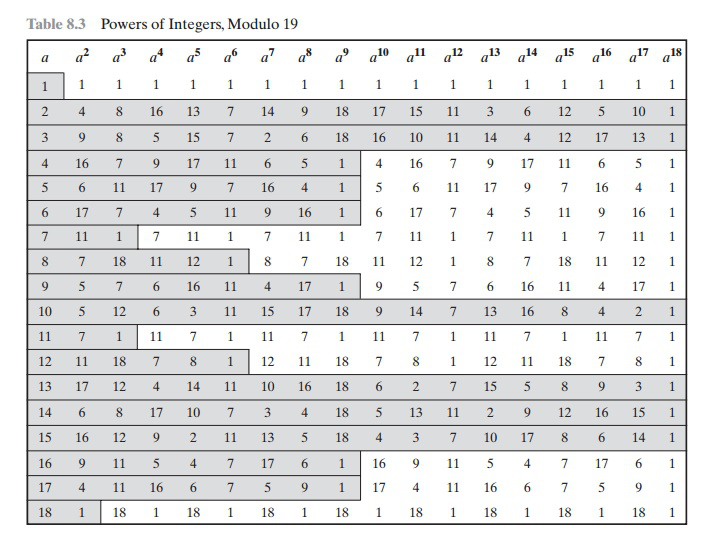 Table 8.3 Powers of Integers, Modulo 19
a a² a³ a⁴ a⁵ a⁶ a⁷ a⁸ a⁹ a¹⁰ a¹¹ a¹² a¹³ a¹⁴ a¹⁵ a¹⁶ a¹⁷ a¹⁸
1 1 1 1 1 1 1 1 1 1 1 1 1 1 1 1 1 1
2 4 8 16 13 7 14 9 18 17 15 11 3 6 12 5 10 1
3 9 8 5 15 7 2 6 18 16 10 11 14 4 12 17 13 1
4 16 7 9 17 11 6 5 1 4 16 7 9 17 11 6 5 1
5 6 11 17 9 7 16 4 1 5 6 11 17 9 7 16 4 1
6 17 7 4 5 11 9 16 1 6 17 7 4 5 11 9 16 1
7 11 1 7 11 1 7 11 1 7 11 1 7 11 1 7 11 1
8 7 18 11 12 1 8 7 18 11 12 1 8 7 18 11 12 1
9 5 7 6 16 11 4 17 1 9 5 7 6 16 11 4 17 1
10 5 12 6 3 11 15 17 18 9 14 7 13 16 8 4 2 1
11 7 1 11 7 1 11 7 1 11 7 1 11 7 1 11 7 1
12 11 18 7 8 1 12 11 18 7 8 1 12 11 18 7 8 1
13 17 12 4 14 11 10 16 18 6 2 7 15 5 8 9 3 1
14 6 8 17 10 7 3 4 18 5 13 11 2 9 12 16 15 1
15 16 12 9 2 11 13 5 18 4 3 7 10 17 8 6 14 1
16 9 11 5 4 7 17 6 1 16 9 11 5 4 7 17 6 1
17 4 11 16 6 7 5 9 1 17 4 11 16 6 7 5 9 1
18 1 18 1 18 1 18 1 18 1 18 1 18 1 18 1 18 1